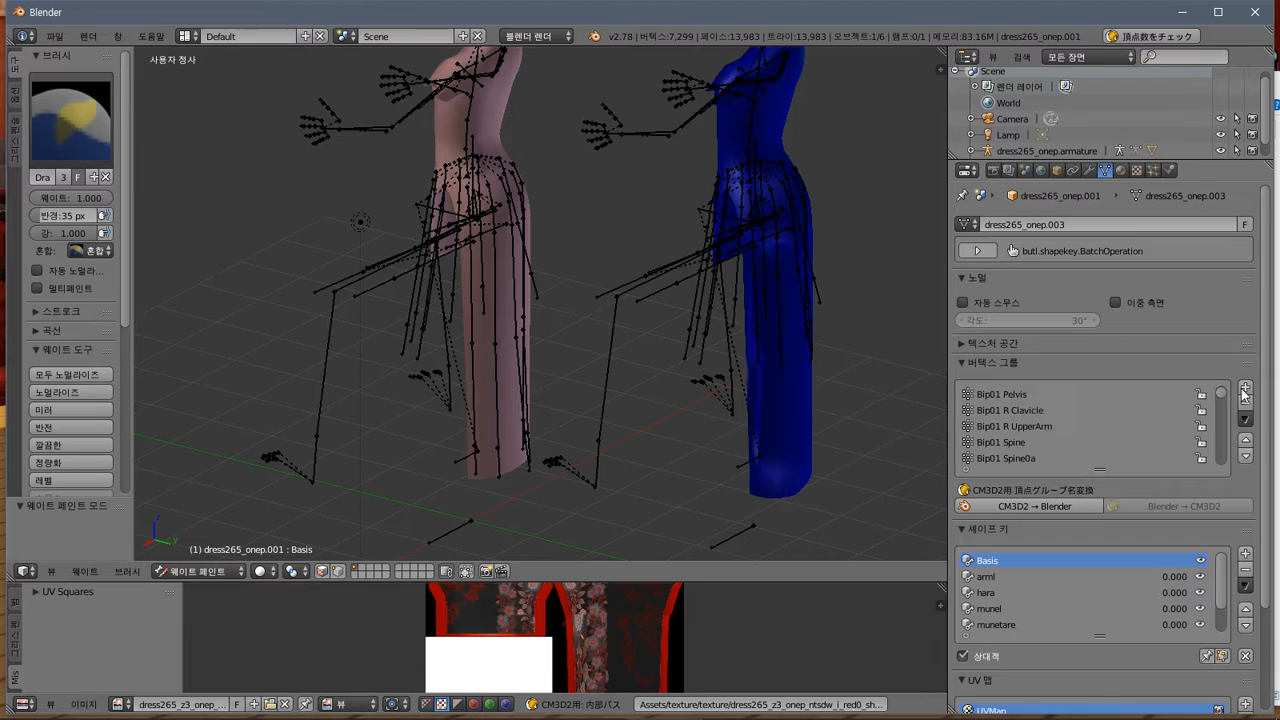 Blender
파일
렌더
창
도움말
Default
Scene
블렌더 렌더
v2.78 | 버텍스:7,299 | 페이스:13,983 | 트라이:13,983 | 오브젝트:1/6 | 램프:0/1 | 메모리:83.16M | dress265_onep.001
頂点数をチェック
브러시
사용자 정사
뷰
검색
모든 장면
Scene
렌더 레이어
World
Camera
Lamp
dress265_onep.armature
Dra
3
F
웨이트: 1.000
반경:35 px
강: 1.000
혼합:
혼합
자동 노멀라...
멀티페인트
스트로크
곡선
웨이트 도구
모두 노멀라이즈
노멀라이즈
미러
반전
깔끔한
정량화
레벨
웨이트 페인트 모드
dress265_onep.001
dress265_onep.003
dress265_onep.003
F
butl.shapekey.BatchOperation
노멀
자동 스무스
이중 측면
각도:
30°
텍스처 공간
버텍스 그룹
Bip01 Pelvis
Bip01 R Clavicle
Bip01 R UpperArm
Bip01 Spine
Bip01 Spine0a
CM3D2用 頂点グループ名変換
CM3D2 → Blender
Blender → CM3D2
셰이프 키
Basis
arml
0.000
hara
0.000
munel
0.000
munetare
0.000
상대적
UV 맵
UVMap
z
y
(1) dress265_onep.001 : Basis
뷰
웨이트
브러시
웨이트 페인트
UV Squares
Mis
뷰
이미지
dress265_z3_onep_...
F
뷰
CM3D2用: 内部パス
Assets/texture/texture/dress265_z3_onep_ntsdw_i_red0_sh...